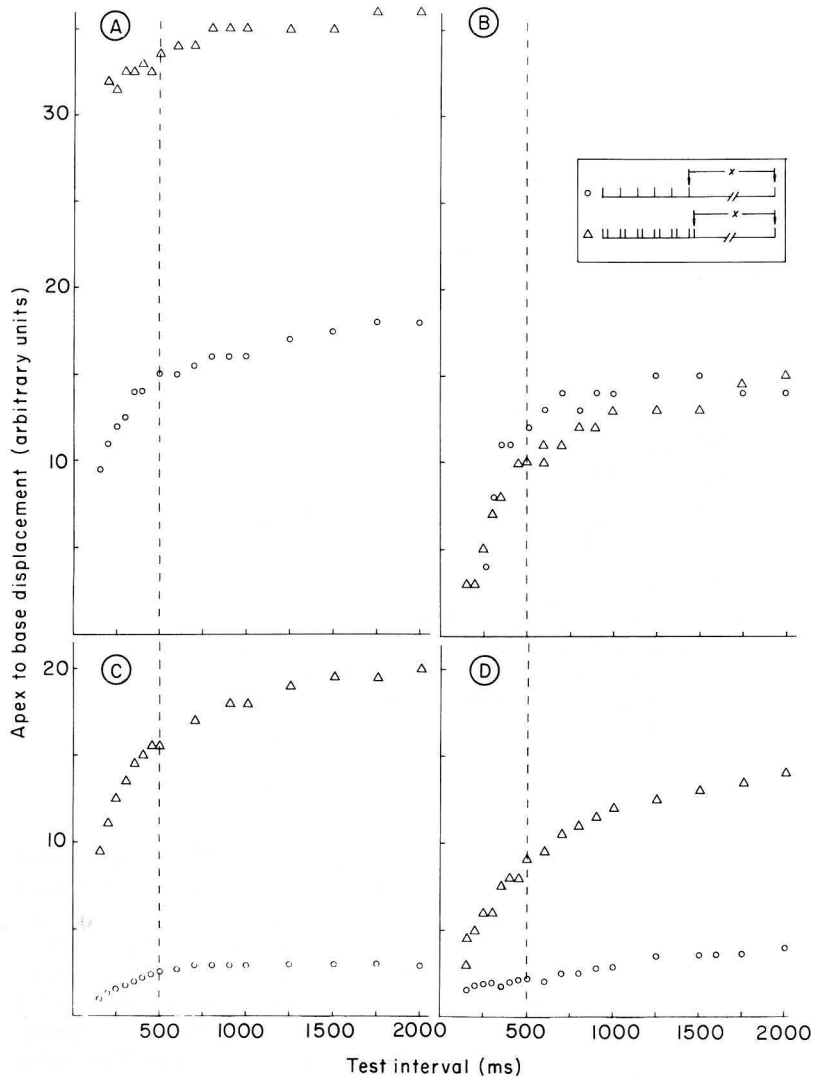 A
B
30
20
10
x
x
C
D
20
10
500
1000
1500
2000
500
1000
1500
2000
Apex to base displacement (arbitrary units)
Test interval (ms)